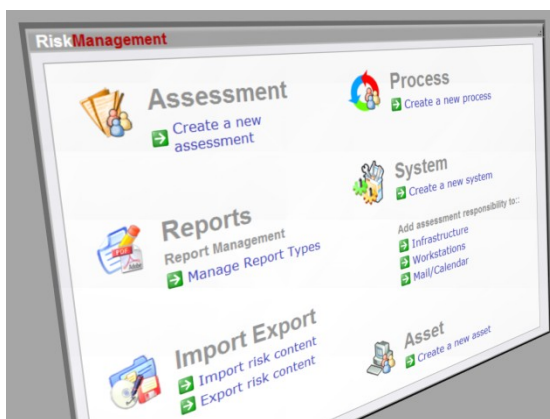 RiskManagement
Assessment
Create a new
assessment
Reports
Report Management
Manage Report Types
Import Export
Import risk content
Export risk content
Process
Create a new process
System
Create a new system
Add assessment responsibility to::
Infrastructure
Workstations
Mail/Calendar
Asset
Create a new asset
PDF
Adobe